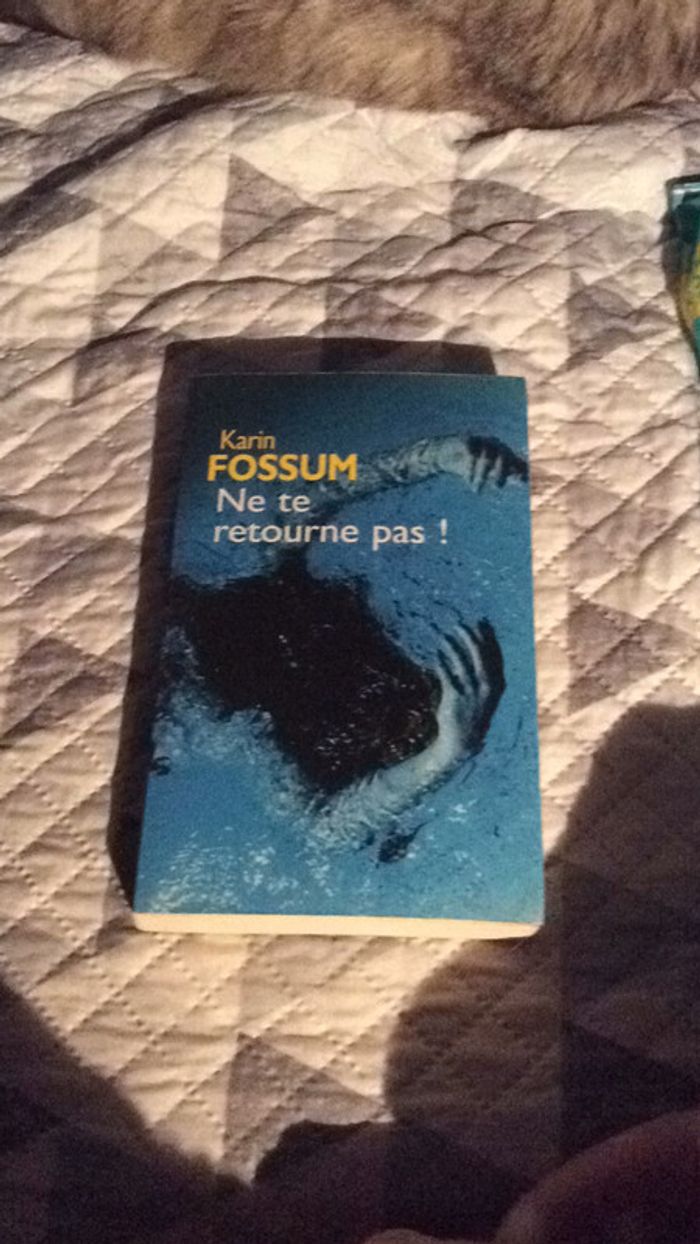 Karin
FOSSUM
Ne te
retourne pas !